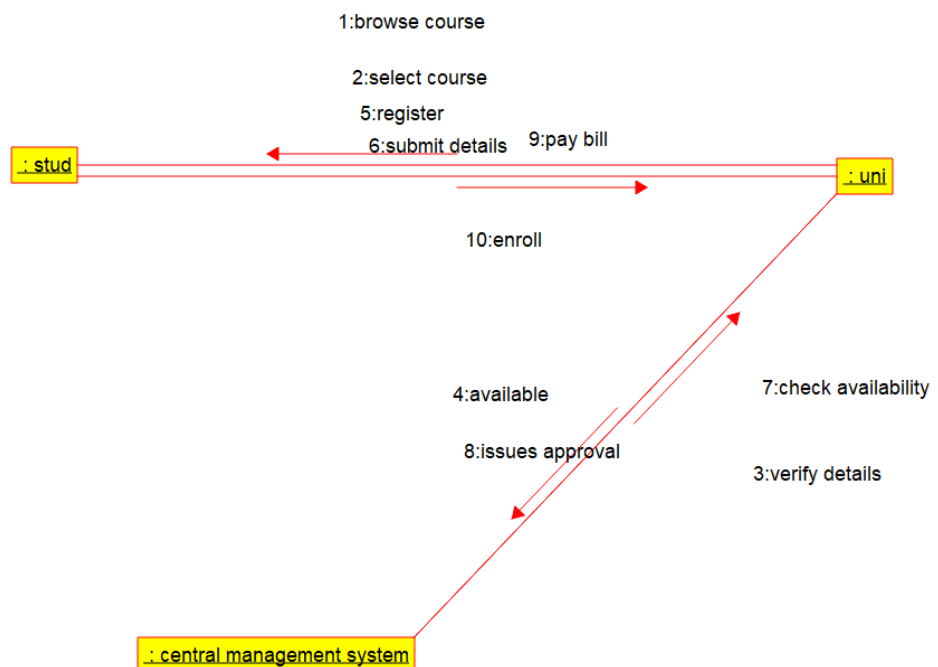 1:browse course
2:select course
5:register
6:submit details
9:pay bill
: stud
: uni
10:enroll
4:available
7:check availability
8:issues approval
3:verify details
: central management system